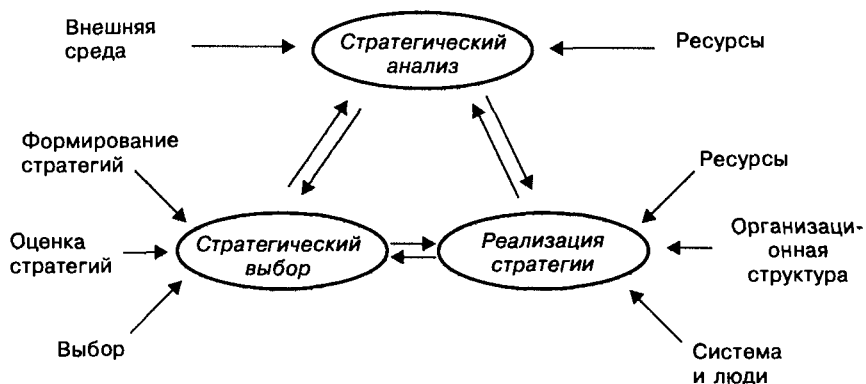 Внешняя
среда
Стратегический
анализ
Ресурсы
Формирование
стратегий
Оценка
стратегий
Выбор
Стратегический
выбор
Реализация
стратегии
Ресурсы
Организаци-
онная
структура
Система
и люди